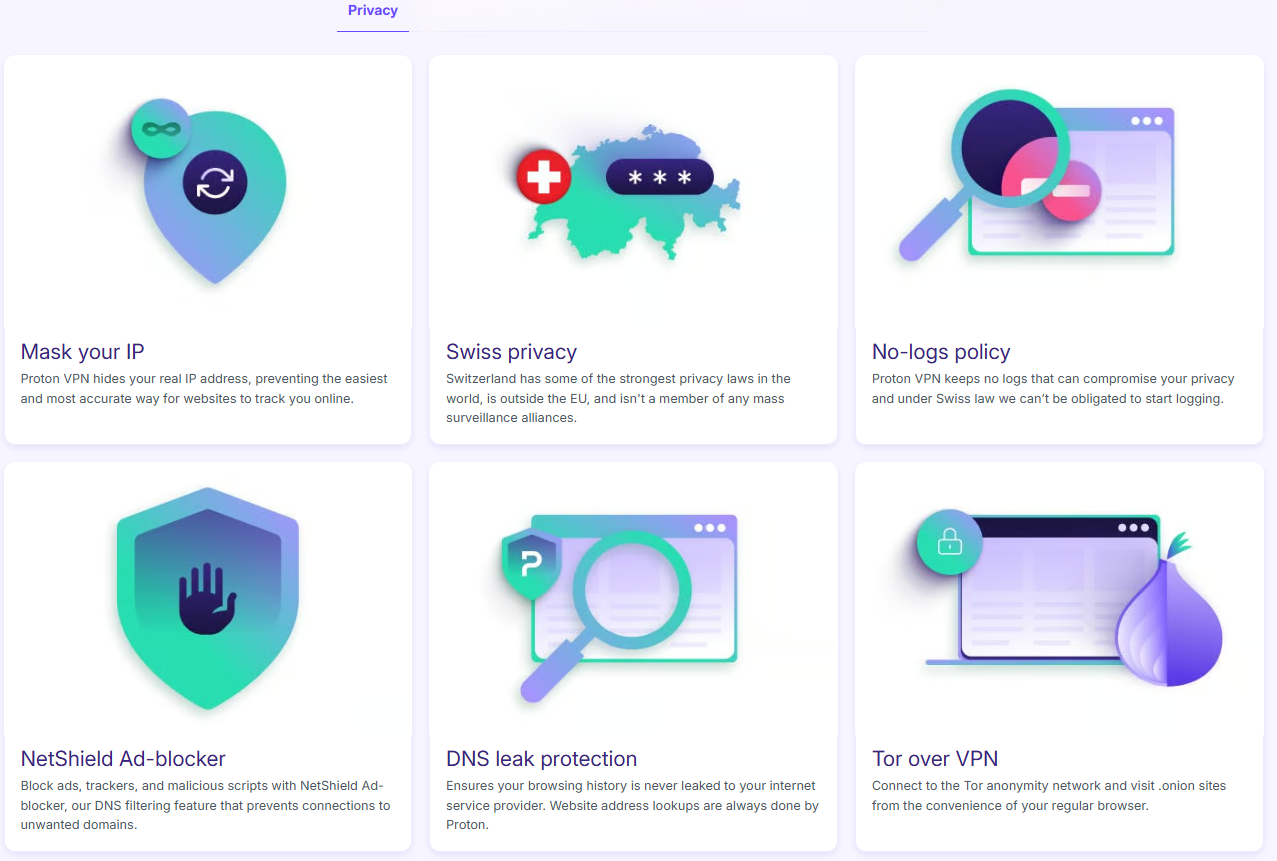 Privacy
Mask your IP
Proton VPN hides your real IP address, preventing the easiest
and most accurate way for websites to track you online.
* * *
Swiss privacy
Switzerland has some of the strongest privacy laws in the
world, is outside the EU, and isn't a member of any mass
surveillance alliances.
No-logs policy
Proton VPN keeps no logs that can compromise your privacy
and under Swiss law we can’t be obligated to start logging.
NetShield Ad-blocker
Block ads, trackers, and malicious scripts with NetShield Ad-
blocker, our DNS filtering feature that prevents connections to
unwanted domains.
DNS leak protection
Ensures your browsing history is never leaked to your internet
service provider. Website address lookups are always done by
Proton.
Tor over VPN
Connect to the Tor anonymity network and visit .onion sites
from the convenience of your regular browser.